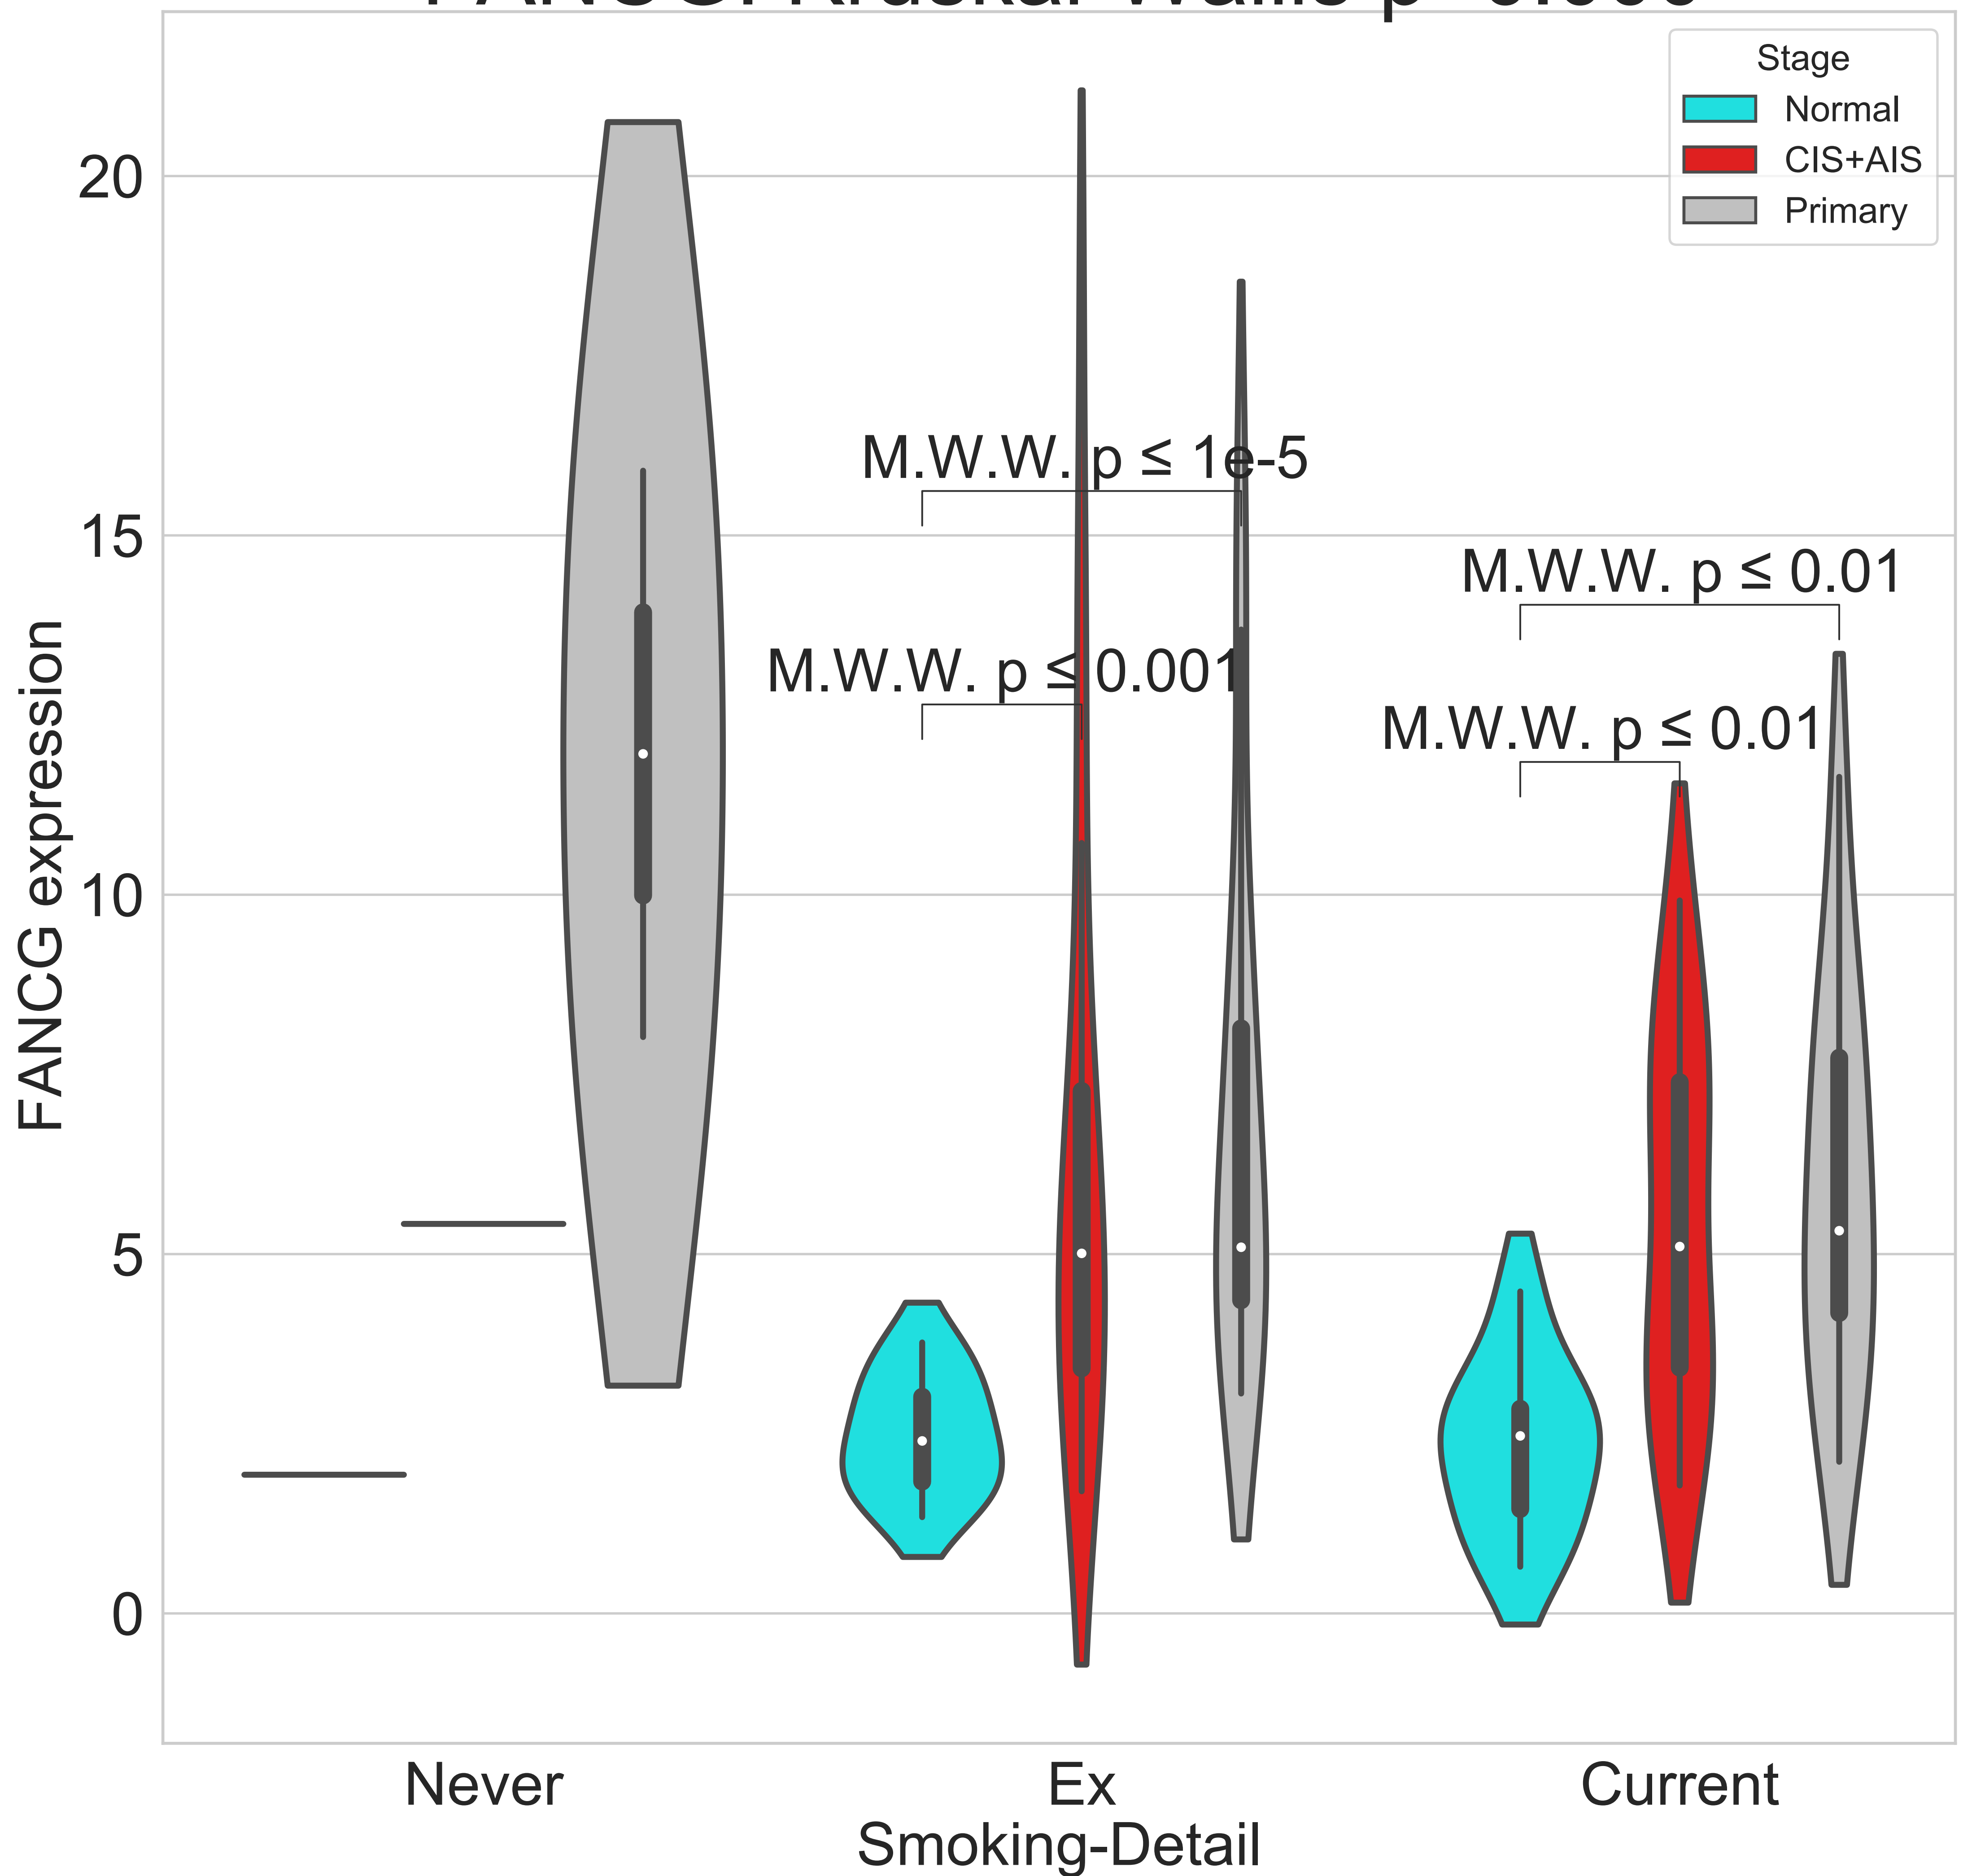 Stage
Normal
CIS+AIS
Primary
20
15
10
5
0
FANCG expression
M.W.W. p ≤ 1e-5
M.W.W. p ≤ 0.01
M.W.W. p ≤ 0.001
M.W.W. p ≤ 0.01
Never
Ex
Current
Smoking-Detail